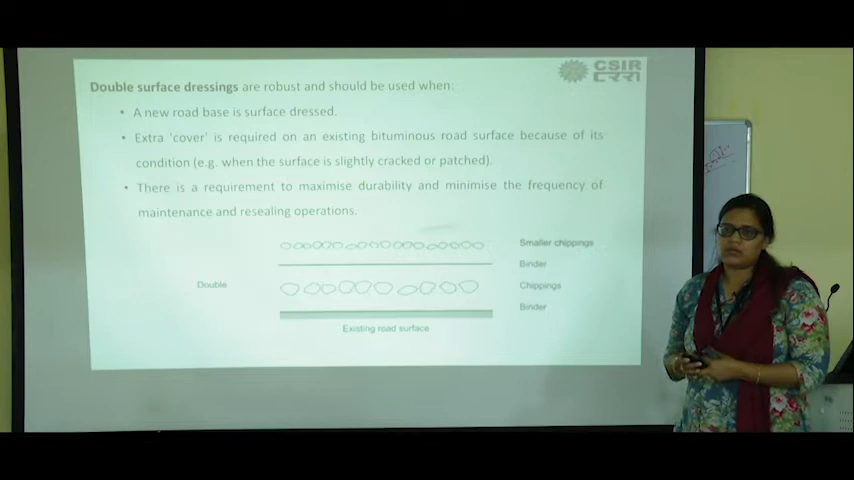 CSIR
Double surface dressings are robust and should be used when:
• A new road base is surface dressed.
• Extra 'cover' is required on an existing bituminous road surface because of its
condition (e.g. when the surface is slightly cracked or patched).
• There is a requirement to maximise durability and minimise the frequency of
maintenance and resealing operations.
Smaller chippings
Binder
Double
Chippings
Binder
Existing road surface